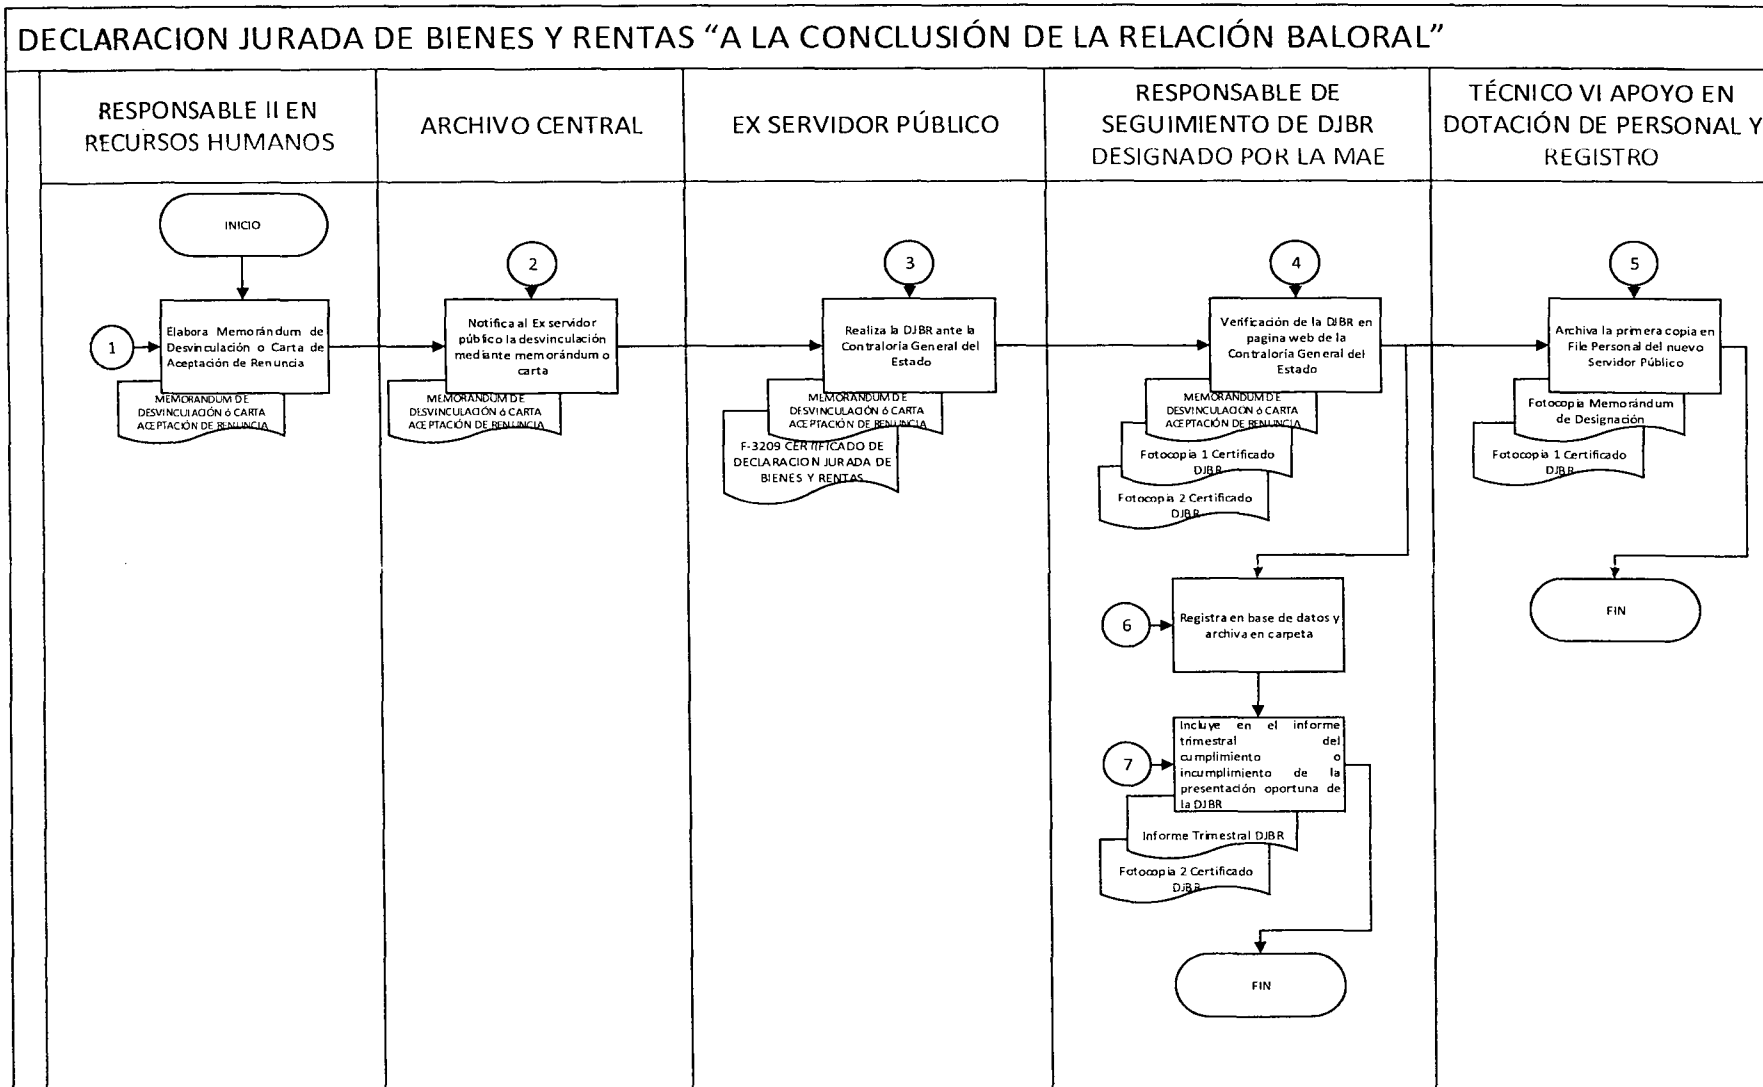 DECLARACION JURADA DE BIENES Y RENTAS “A LA CONCLUSIÓN DE LA RELACIÓN BALORAL”
RESPONSABLE II EN
RECURSOS HUMANOS
ARCHIVO CENTRAL
EX SERVIDOR PÚBLICO
RESPONSABLE DE
SEGUIMIENTO DE DJBR
DESIGNADO POR LA MAE
TÉCNICO VI APOYO EN
DOTACIÓN DE PERSONAL Y
REGISTRO
INICIO
1
Elabora Memorándum de
Desvinculación o Carta de
Aceptación de Renuncia
MEMORANDUM DE
DESVINCULACIÓN ó CARTA
ACEPTACIÓN DE RENUNCIA
2
Notifica al Ex servidor
público la desvinculación
mediante memorándum o
carta
MEMORANDUM DE
DESVINCULACIÓN ó CARTA
ACEPTACIÓN DE RENUNCIA
3
Realiza la DJBR ante la
Contraloría General del
Estado
MEMORANDUM DE
DESVINCULACIÓN ó CARTA
ACEPTACIÓN DE RENUNCIA
F-3209 CERTIFICADO DE
DECLARACION JURADA DE
BIENES Y RENTAS
4
Verificación de la DJBR en
pagina web de la
Contraloría General del
Estado
MEMORANDUM DE
DESVINCULACIÓN ó CARTA
ACEPTACIÓN DE RENUNCIA
Fotocopia 1 Certificado
DJBR
Fotocopia 2 Certificado
DJBR
5
Archiva la primera copia en
File Personal del nuevo
Servidor Público
Fotocopia Memorándum
de Designación
Fotocopia 1 Certificado
DJBR
FIN
6
Registra en base de datos y
archiva en carpeta
7
Incluye en el informe
trimestral del
cumplimiento o
incumplimiento de la
presentación oportuna de
la DJBR
Informe Trimestral DJBR
Fotocopia 2 Certificado
DJBR
FIN